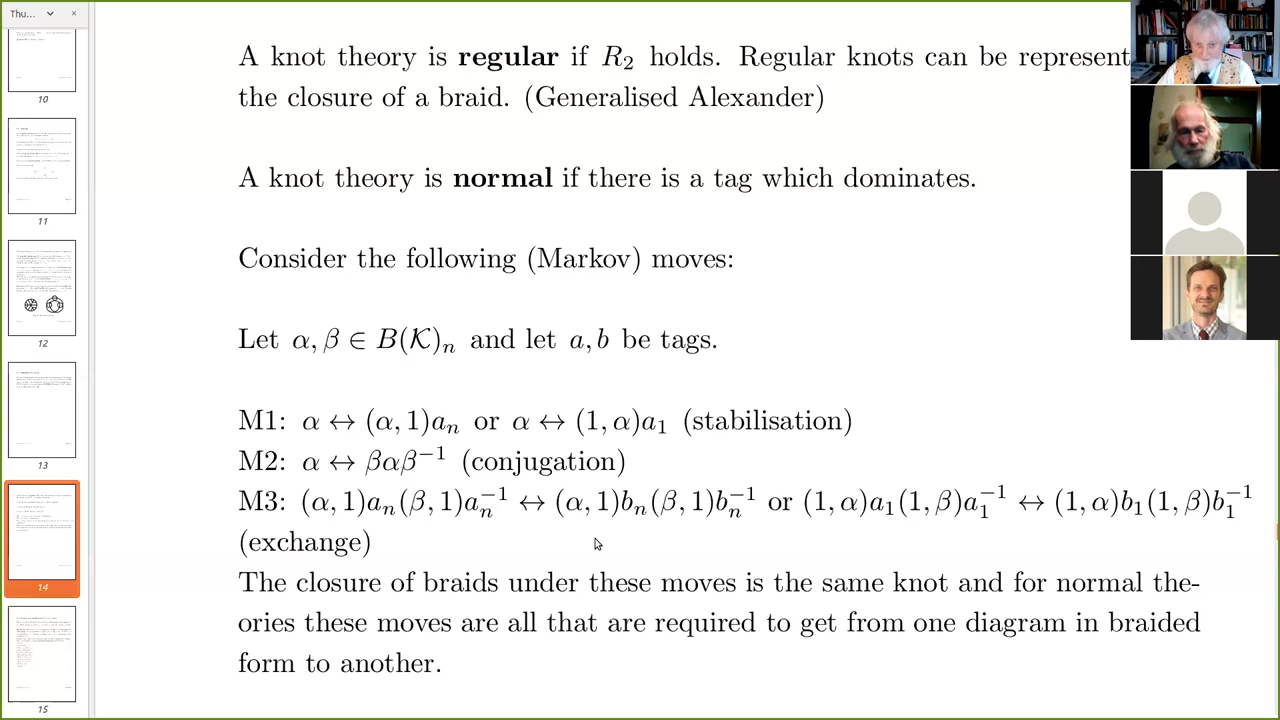 Thu...
10
11
12
13
14
15
A knot theory is regular if R₂ holds. Regular knots can be represent
the closure of a braid. (Generalised Alexander)
A knot theory is normal if there is a tag which dominates.
Consider the following (Markov) moves:
Let α, β ∈ B(𝒦)ₙ and let a, b be tags.
M1: α ↔ (α, 1)aₙ or α ↔ (1, α)a₁ (stabilisation)
M2: α ↔ βαβ⁻¹ (conjugation)
M3: (α, 1)aₙ(β, 1)aₙ⁻¹ ↔ (α, 1)bₙ(β, 1)bₙ⁻¹ or (1, α)a₁(1, β)a₁⁻¹ ↔ (1, α)b₁(1, β)b₁⁻¹
(exchange)
The closure of braids under these moves is the same knot and for normal the-
ories these moves are all that are required to get from one diagram in braided
form to another.